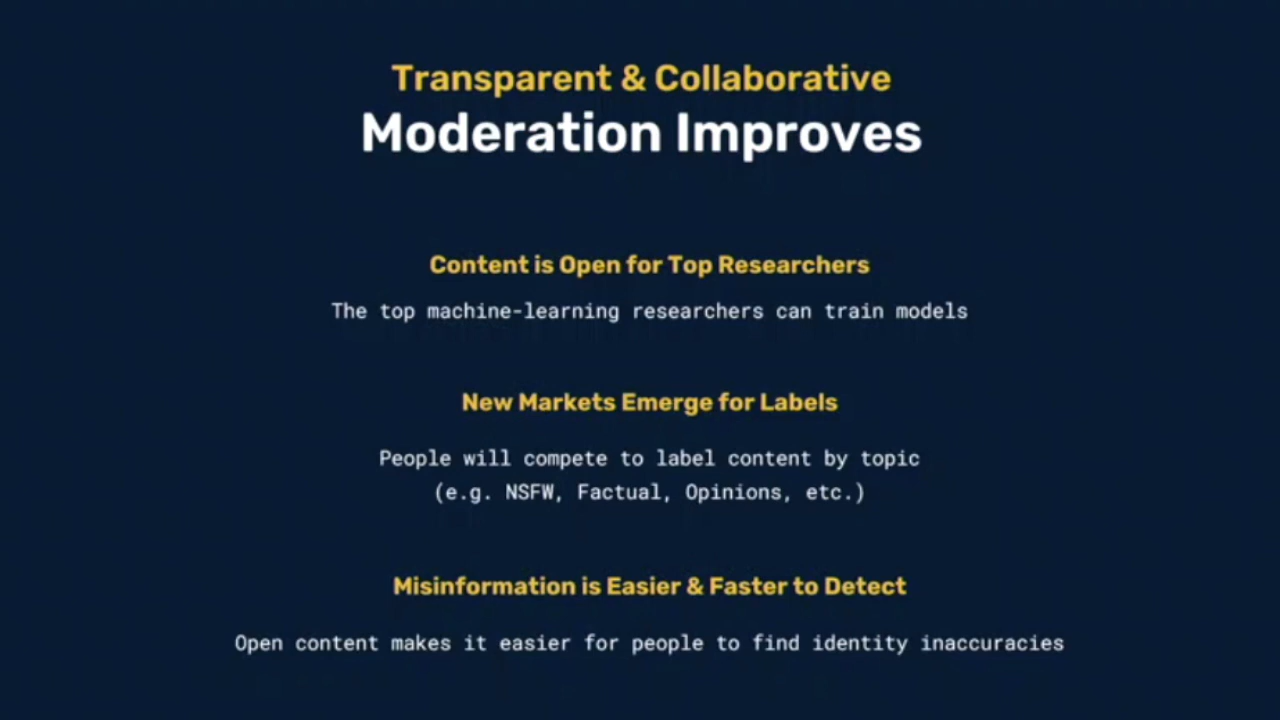 Transparent & Collaborative
Moderation Improves
Content is Open for Top Researchers
The top machine-learning researchers can train models
New Markets Emerge for Labels
People will compete to label content by topic
(e.g. NSFW, Factual, Opinions, etc.)
Misinformation is Easier & Faster to Detect
Open content makes it easier for people to find identity inaccuracies